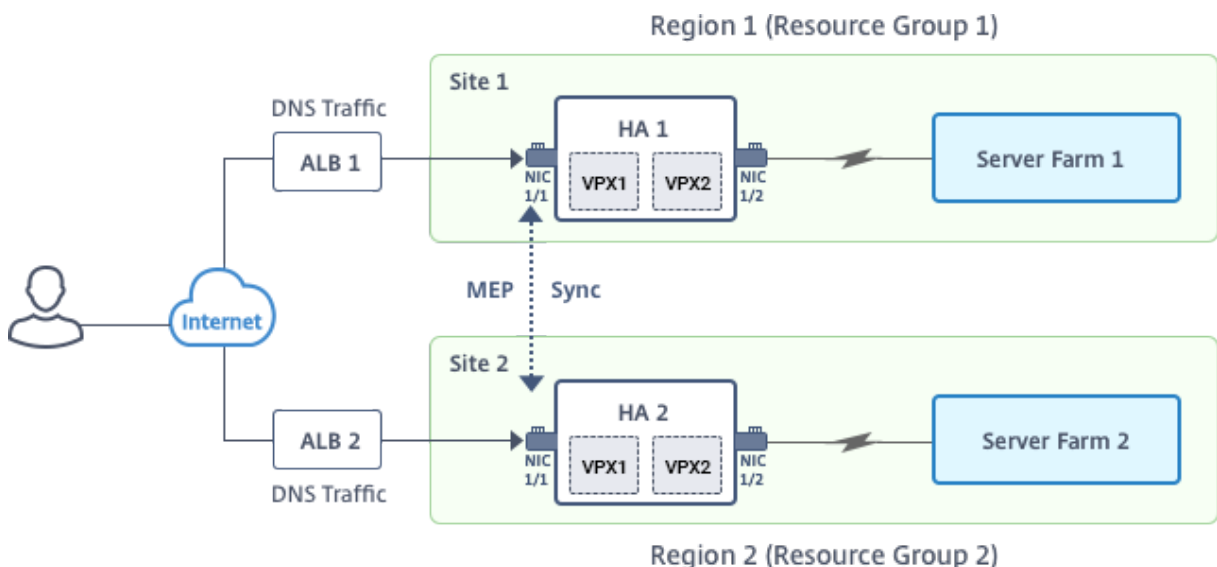 Region 1 (Resource Group 1)
Site 1
DNS Traffic
ALB 1
HA 1
VPX1
VPX2
NIC
1/1
NIC
1/2
Server Farm 1
MEP
Sync
Internet
Site 2
ALB 2
DNS Traffic
HA 2
VPX1
VPX2
NIC
1/1
NIC
1/2
Server Farm 2
Region 2 (Resource Group 2)